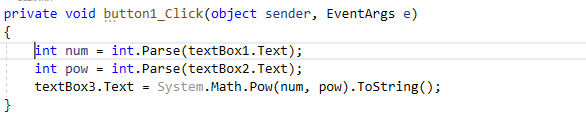 private void button1_Click(object sender, EventArgs e)
{
int num = int.Parse(textBox1.Text);
int pow = int.Parse(textBox2.Text);
textBox3.Text = System.Math.Pow(num, pow).ToString();
}